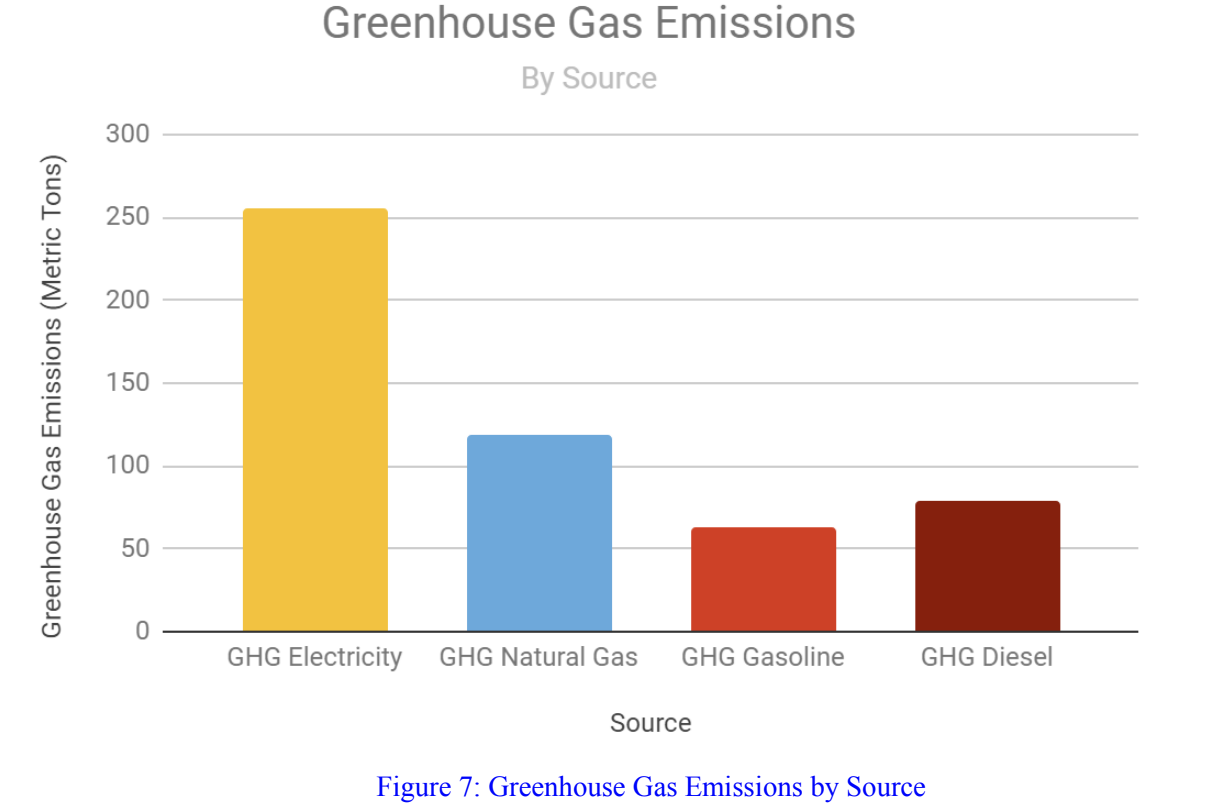 Greenhouse Gas Emissions
By Source
Greenhouse Gas Emissions (Metric Tons)
300
250
200
150
100
50
0
GHG Electricity
GHG Natural Gas
GHG Gasoline
GHG Diesel
Source
Figure 7: Greenhouse Gas Emissions by Source